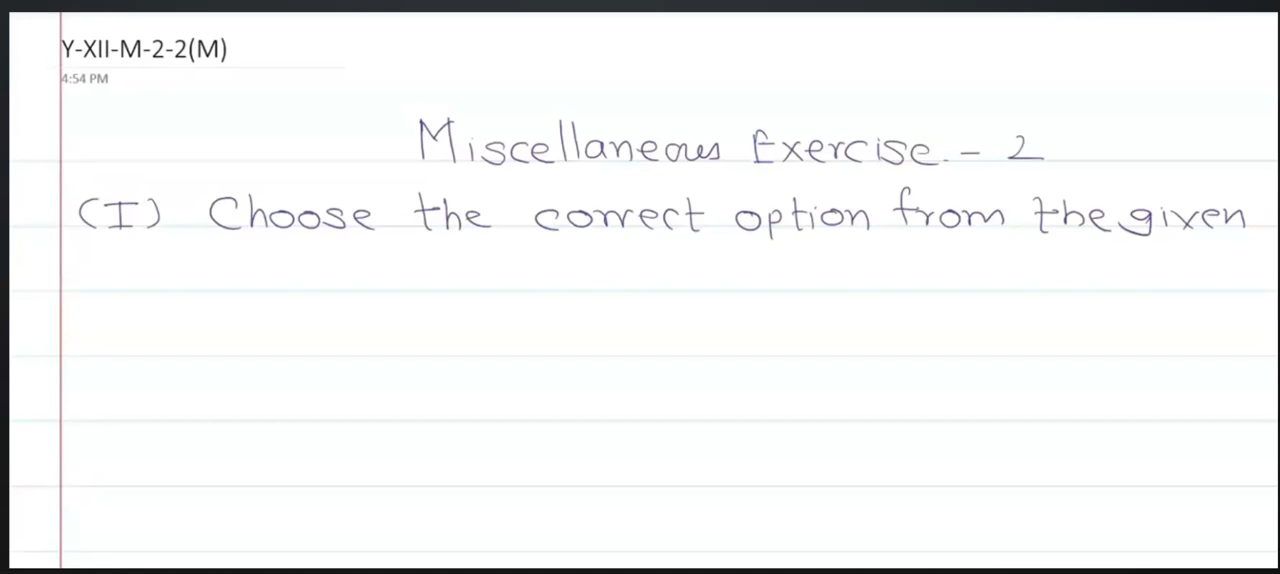 Y-XII-M-2-2(M)
4:54 PM
Miscellaneous Exercise - 2
(I) Choose the correct option from the given